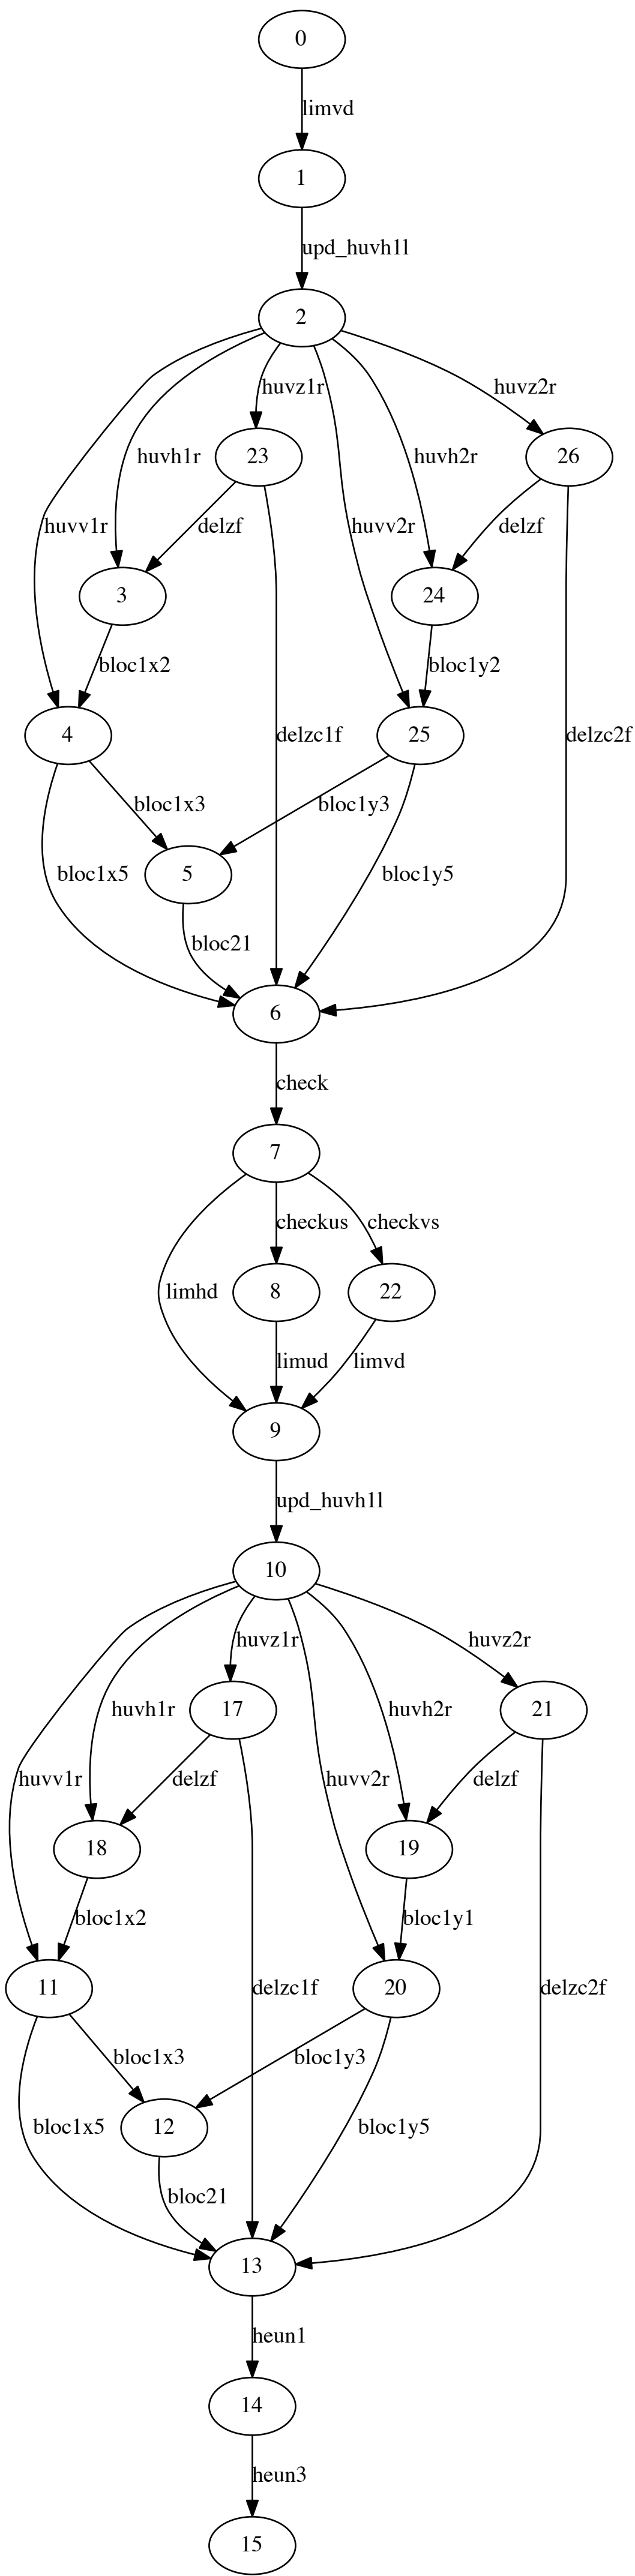 0
limvd
1
upd_huvh1l
2
huvz2r
huvz1r
huvh1r
23
huvh2r
26
huvv1r
delzf
huvv2r
delzf
3
24
bloc1x2
bloc1y2
4
25
delzc1f
delzc2f
bloc1x3
bloc1y3
bloc1x5
5
bloc1y5
bloc21
6
check
7
checkus
checkvs
limhd
8
22
limud
limvd
9
upd_huvh1l
10
huvz1r
huvz2r
huvh1r
17
huvh2r
21
huvv1r
delzf
huvv2r
delzf
18
19
bloc1x2
bloc1y1
11
20
delzc1f
delzc2f
bloc1x3
bloc1y3
bloc1x5
12
bloc1y5
bloc21
13
heun1
14
heun3
15